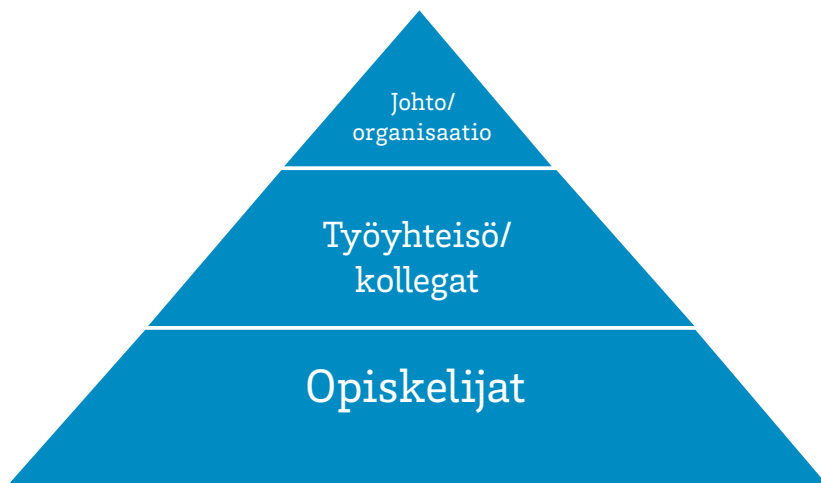 Johto/
organisaatio
Työyhteisö/
kollegat
Opiskelijat